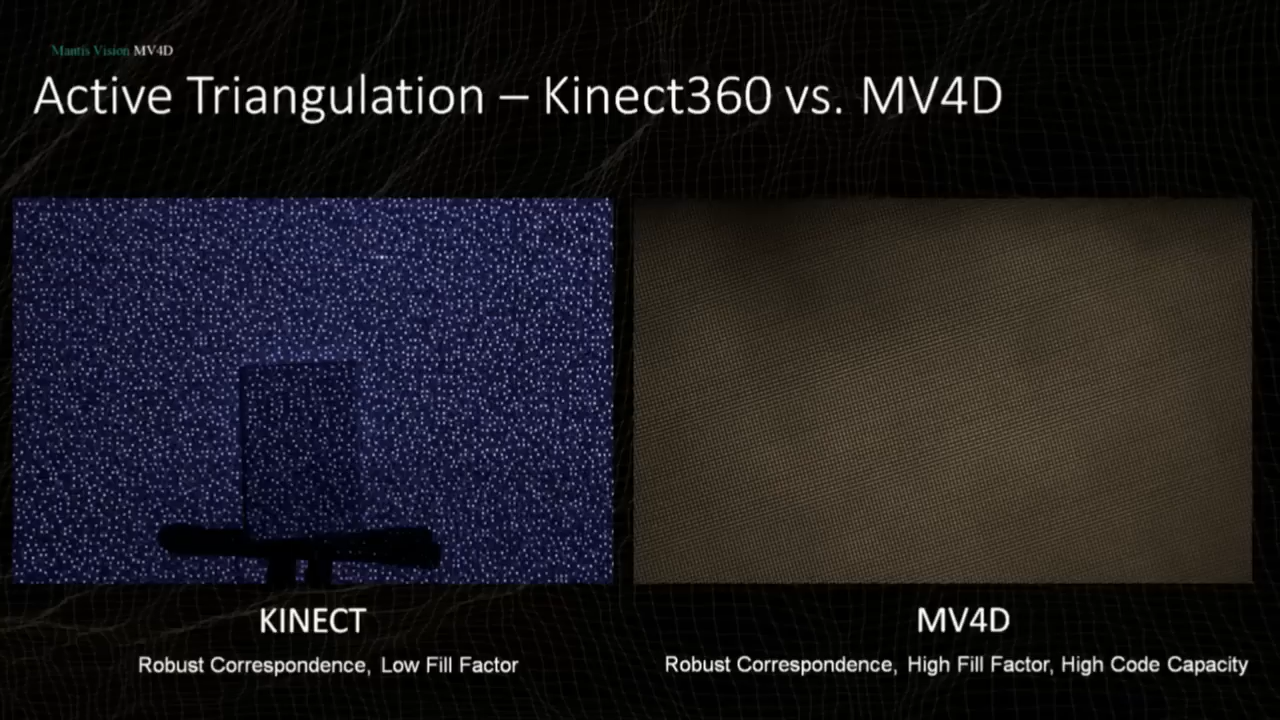 Mantis Vision MV4D
Active Triangulation – Kinect360 vs. MV4D
KINECT
MV4D
Robust Correspondence, Low Fill Factor
Robust Correspondence, High Fill Factor, High Code Capacity